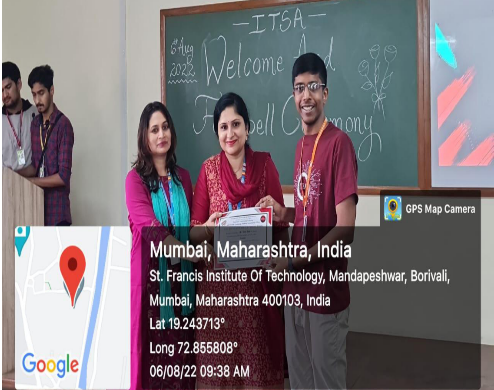 ITSA
6 Aug
2022
Welcome And
Farewell Ceremony
GPS Map Camera
Mumbai, Maharashtra, India
St. Francis Institute Of Technology, Mandapeshwar, Borivali,
Mumbai, Maharashtra 400103, India
Lat 19.243713°
Long 72.855808°
06/08/22 09:38 AM
Google